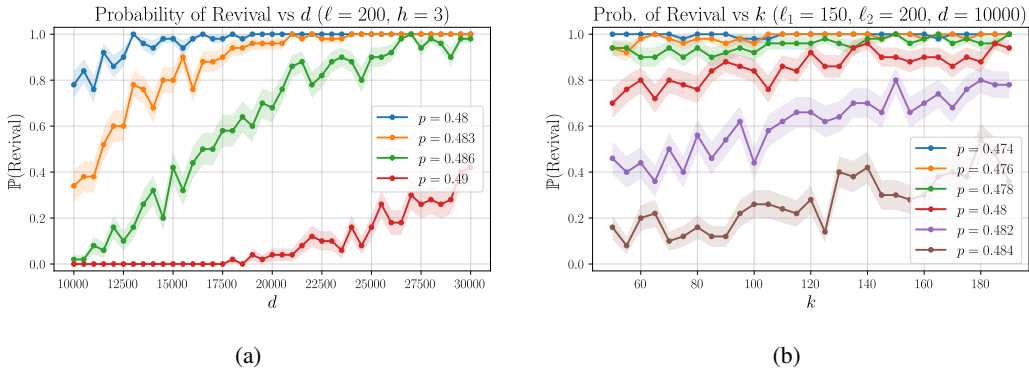 Probability of Revival vs d (ℓ = 200, h = 3)
ℙ(Revival)
1.0
0.8
0.6
0.4
0.2
0.0
p = 0.48
p = 0.483
p = 0.486
p = 0.49
10000 12500 15000 17500 20000 22500 25000 27500 30000
d
(a)
Prob. of Revival vs k (ℓ₁ = 150, ℓ₂ = 200, d = 10000)
ℙ(Revival)
1.0
0.8
0.6
0.4
0.2
0.0
p = 0.474
p = 0.476
p = 0.478
p = 0.48
p = 0.482
p = 0.484
60 80 100 120 140 160 180
k
(b)